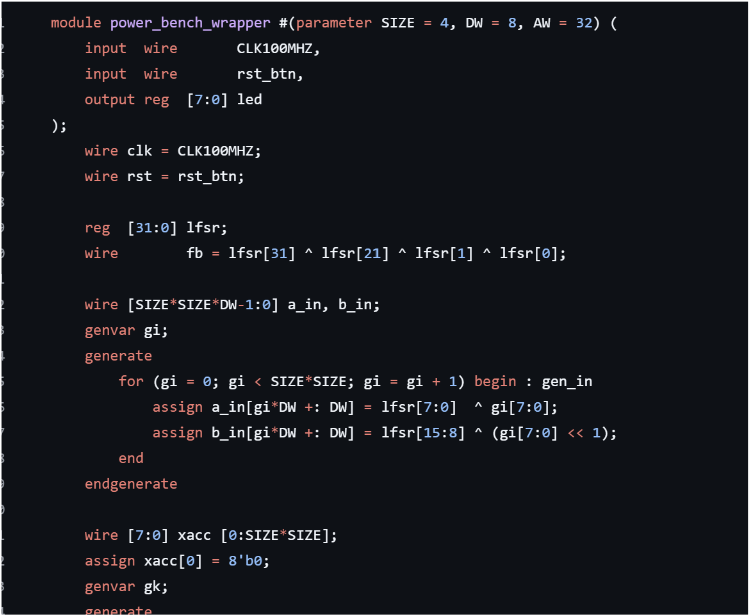 module power_bench_wrapper #(parameter SIZE = 4, DW = 8, AW = 32) (
input wire CLK100MHZ,
input wire rst_btn,
output reg [7:0] led
);
wire clk = CLK100MHZ;
wire rst = rst_btn;
reg [31:0] lfsr;
wire fb = lfsr[31] ^ lfsr[21] ^ lfsr[1] ^ lfsr[0];
wire [SIZE*SIZE*DW-1:0] a_in, b_in;
genvar gi;
generate
for (gi = 0; gi < SIZE*SIZE; gi = gi + 1) begin : gen_in
assign a_in[gi*DW +: DW] = lfsr[7:0] ^ gi[7:0];
assign b_in[gi*DW +: DW] = lfsr[15:8] ^ (gi[7:0] << 1);
end
endgenerate
wire [7:0] xacc [0:SIZE*SIZE];
assign xacc[0] = 8'b0;
genvar gk;
generate